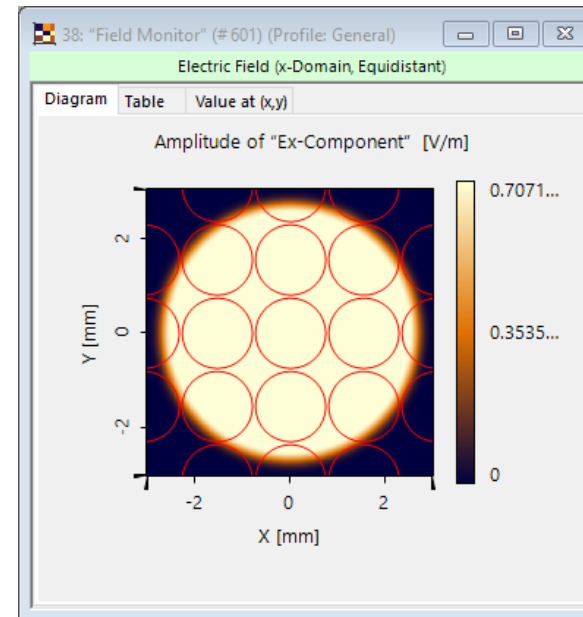 38: "Field Monitor" (#601) (Profile: General)
Electric Field (x-Domain, Equidistant)
Diagram Table Value at (x,y)
Amplitude of "Ex-Component" [V/m]
0.7071...
2
Y [mm]
0
0.3535...
-2
0
-2 0 2
X [mm]